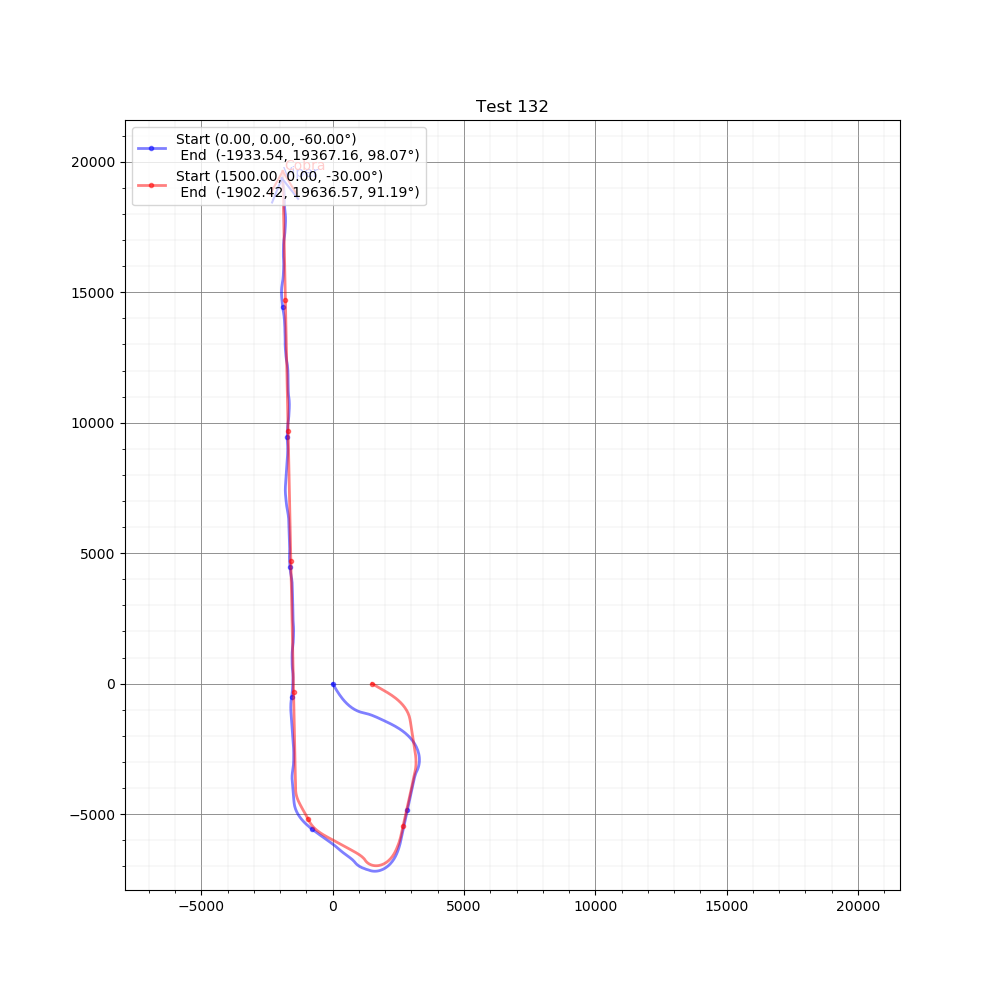 Test 132
Start (0.00, 0.00, -60.00°)
End (-1933.54, 19367.16, 98.07°)
Start (1500.00, 0.00, -30.00°)
End (-1902.42, 19636.57, 91.19°)
20000
15000
10000
5000
0
−5000
−5000
0
5000
10000
15000
20000